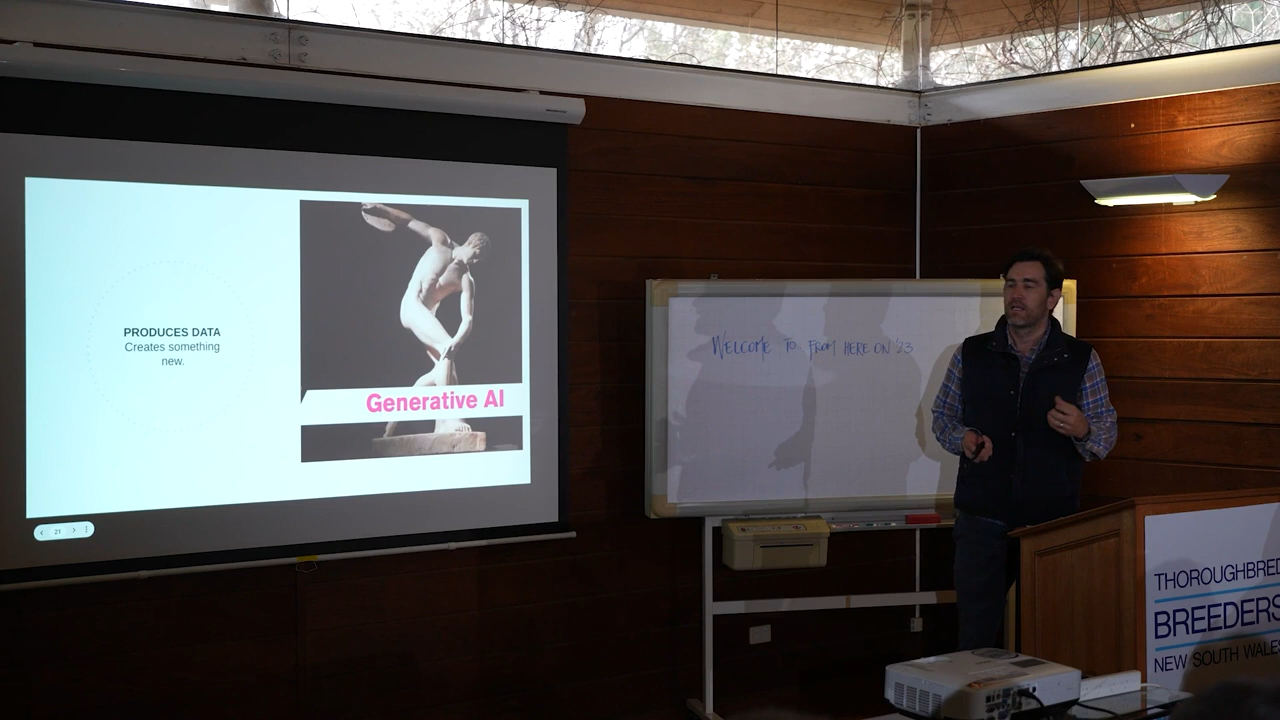 PRODUCES DATA
Creates something
new.
Generative AI
21
WELCOME TO FROM HERE ON '23
THOROUGHBRED
BREEDERS
NEW SOUTH WALES